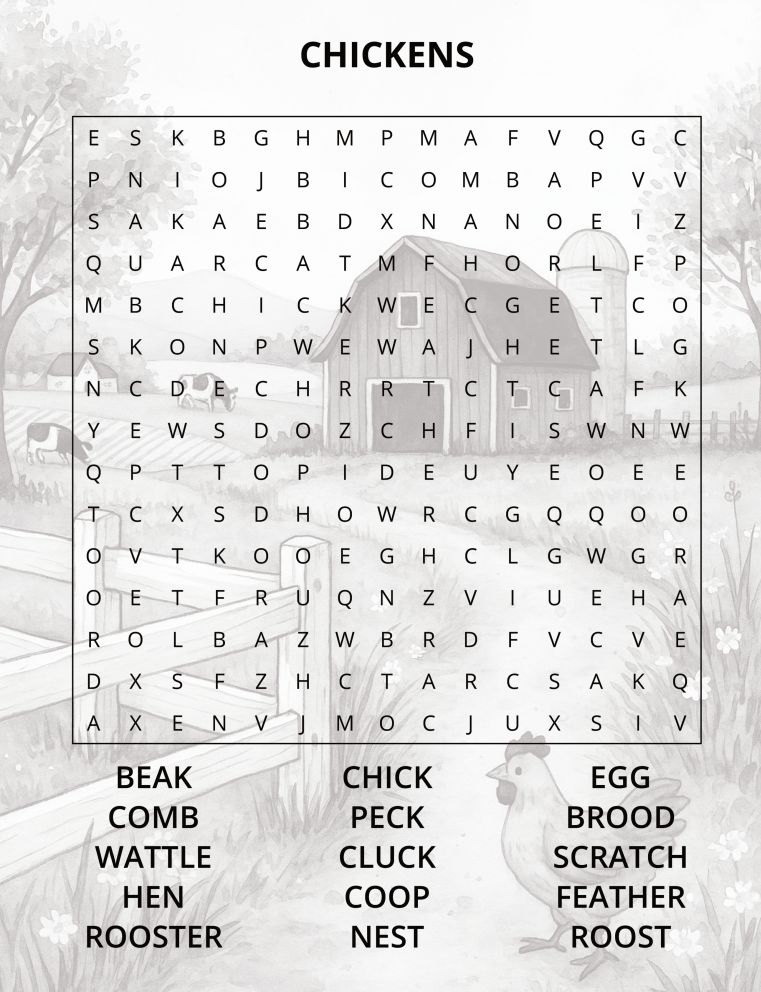 CHICKENS
E S K B G H M P M A F V Q G C
P N I O J B I C O M B A P V V
S A K A E B D X N A N O E I Z
Q U A R C A T M F H O R L F P
M B C H I C K W E C G E T C O
S K O N P W E W A J H E T L G
N C D E C H R R T C T C A F K
Y E W S D O Z C H F I S W N W
Q P T T O P I D E U Y E O E E
T C X S D H O W R C G Q Q O O
O V T K O O E G H C L G W G R
O E T F R U Q N Z V I U E H A
R O L B A Z W B R D F V C V E
D X S F Z H C T A R C S A K Q
A X E N V J M O C J U X S I V
BEAK CHICK EGG
COMB PECK BROOD
WATTLE CLUCK SCRATCH
HEN COOP FEATHER
ROOSTER NEST ROOST